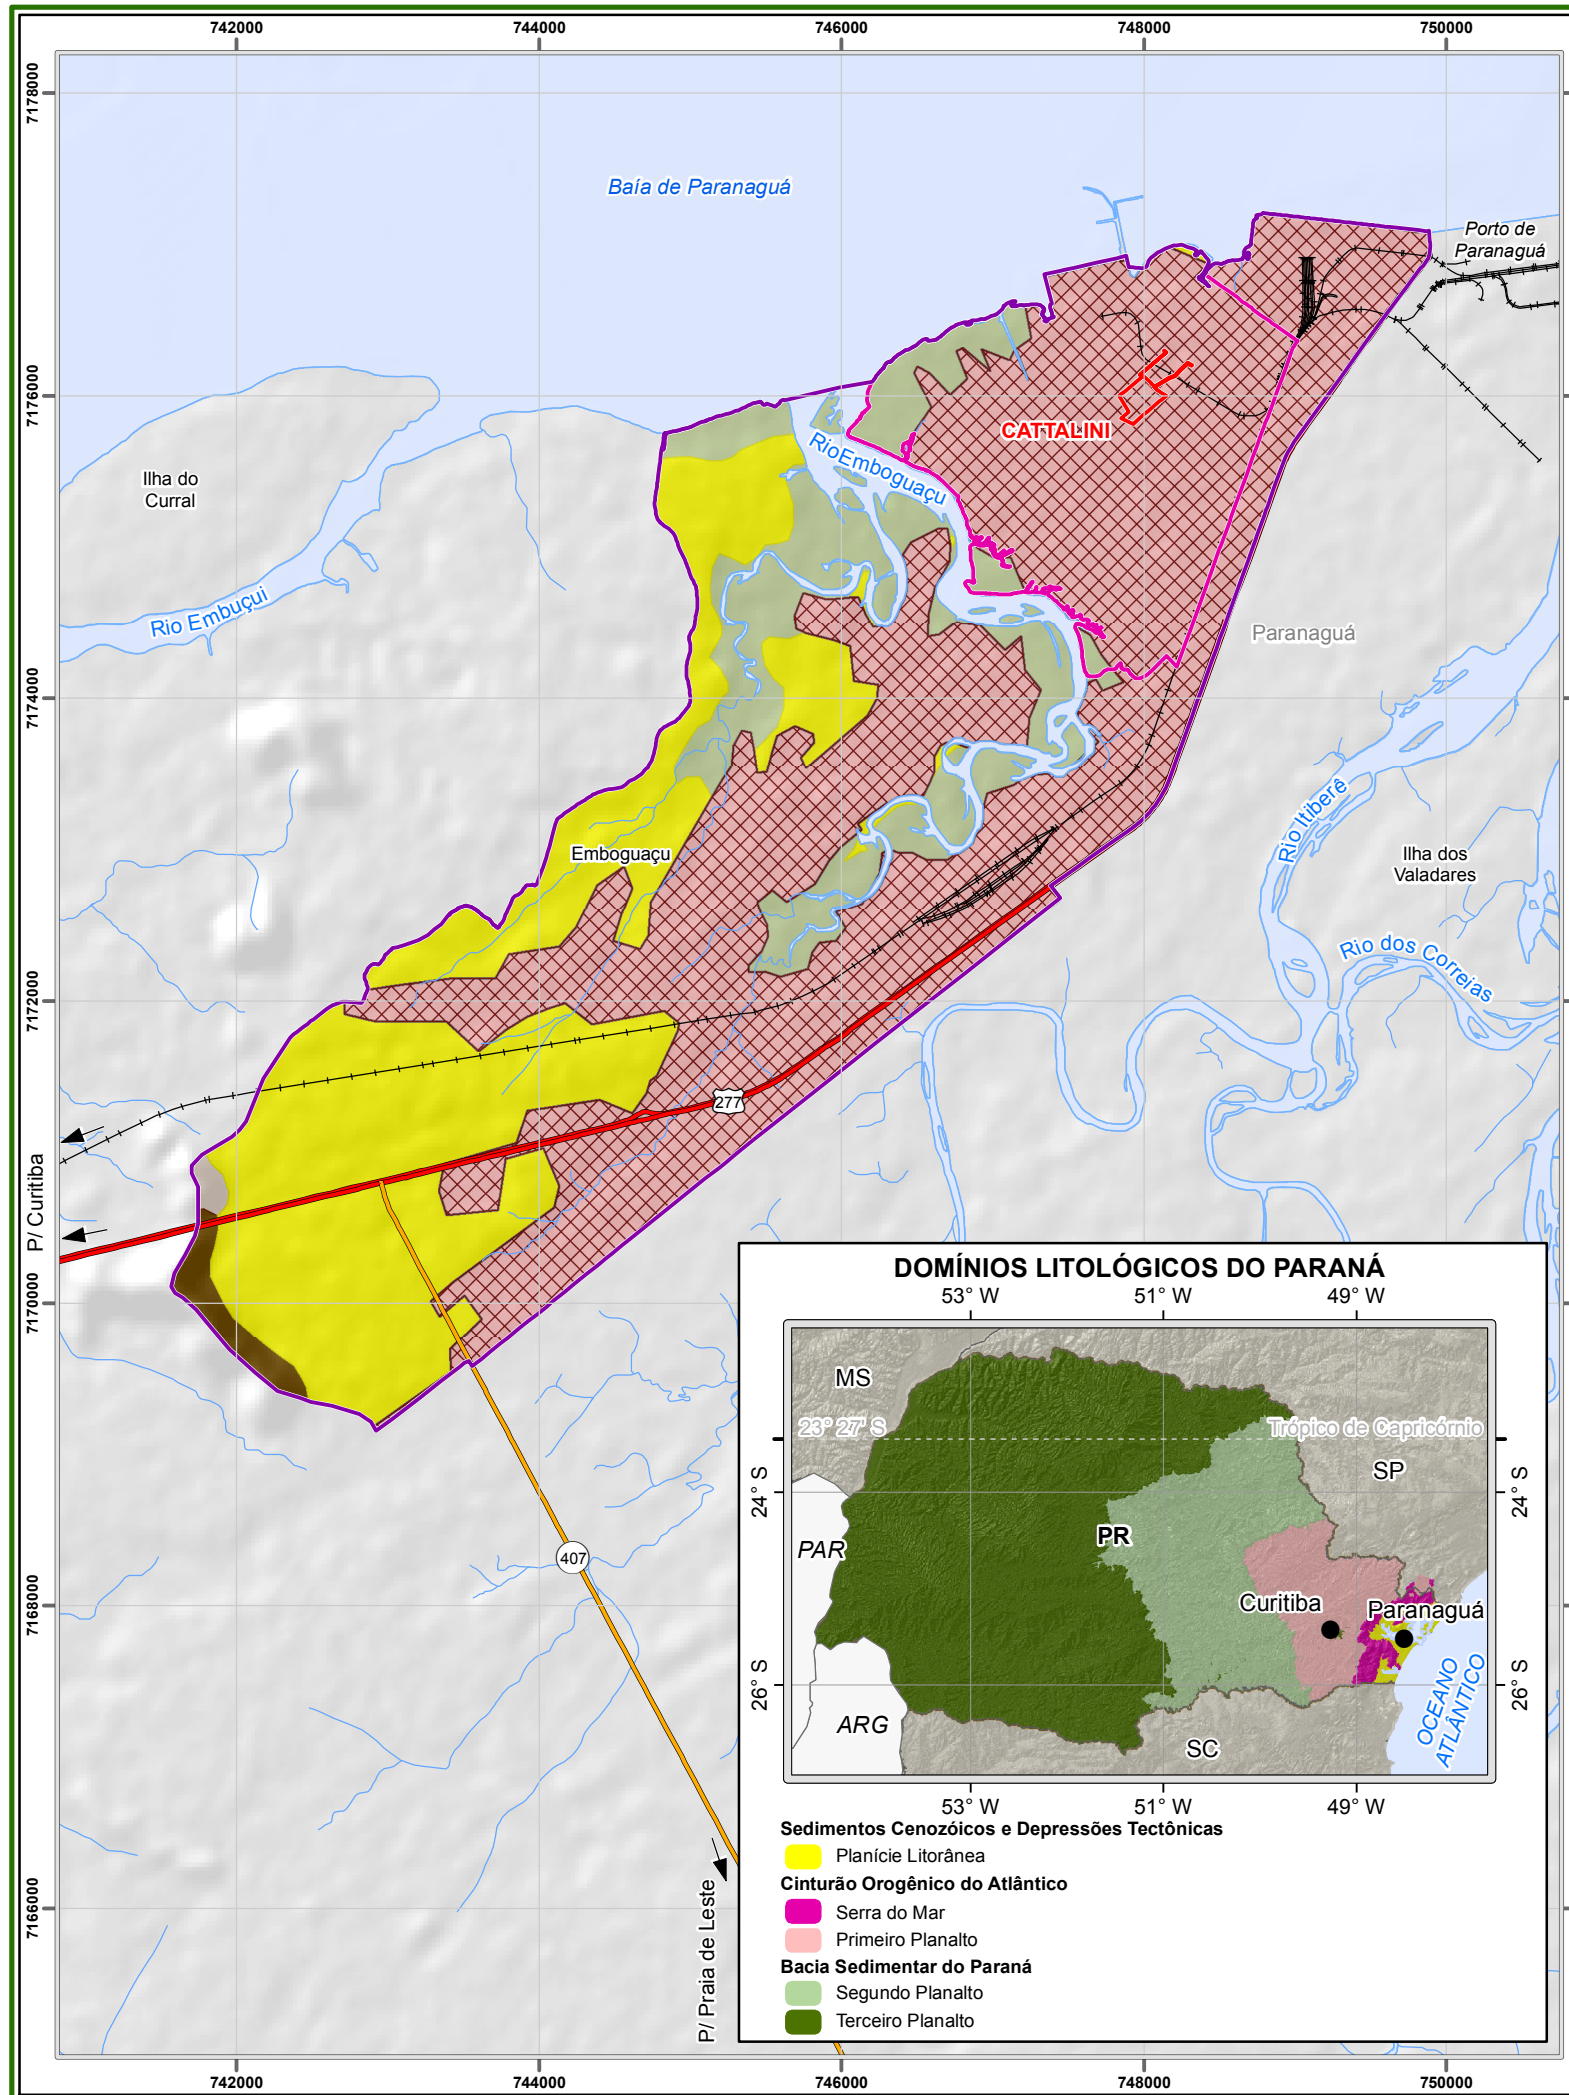 742000
744000
746000
748000
750000
7178000
7176000
7174000
7172000
7170000
7168000
7166000
Baía de Paranaguá
Porto de
Paranaguá
Ilha do
Curral
CATTALINI
Rio Emboguaçu
Rio Embuçui
Paranaguá
Rio Itiberê
Emboguaçu
Ilha dos
Valadares
Rio dos Correias
277
P/ Curitiba
407
P/ Praia de Leste
DOMÍNIOS LITOLÓGICOS DO PARANÁ
53° W
51° W
49° W
MS
23° 27' S
Trópico de Capricórnio
SP
24° S
24° S
PR
PAR
Curitiba
Paranaguá
26° S
26° S
OCEANO
ATLÂNTICO
ARG
SC
53° W
51° W
49° W
Sedimentos Cenozóicos e Depressões Tectônicas
Planície Litorânea
Cinturão Orogênico do Atlântico
Serra do Mar
Primeiro Planalto
Bacia Sedimentar do Paraná
Segundo Planalto
Terceiro Planalto
742000
744000
746000
748000
750000